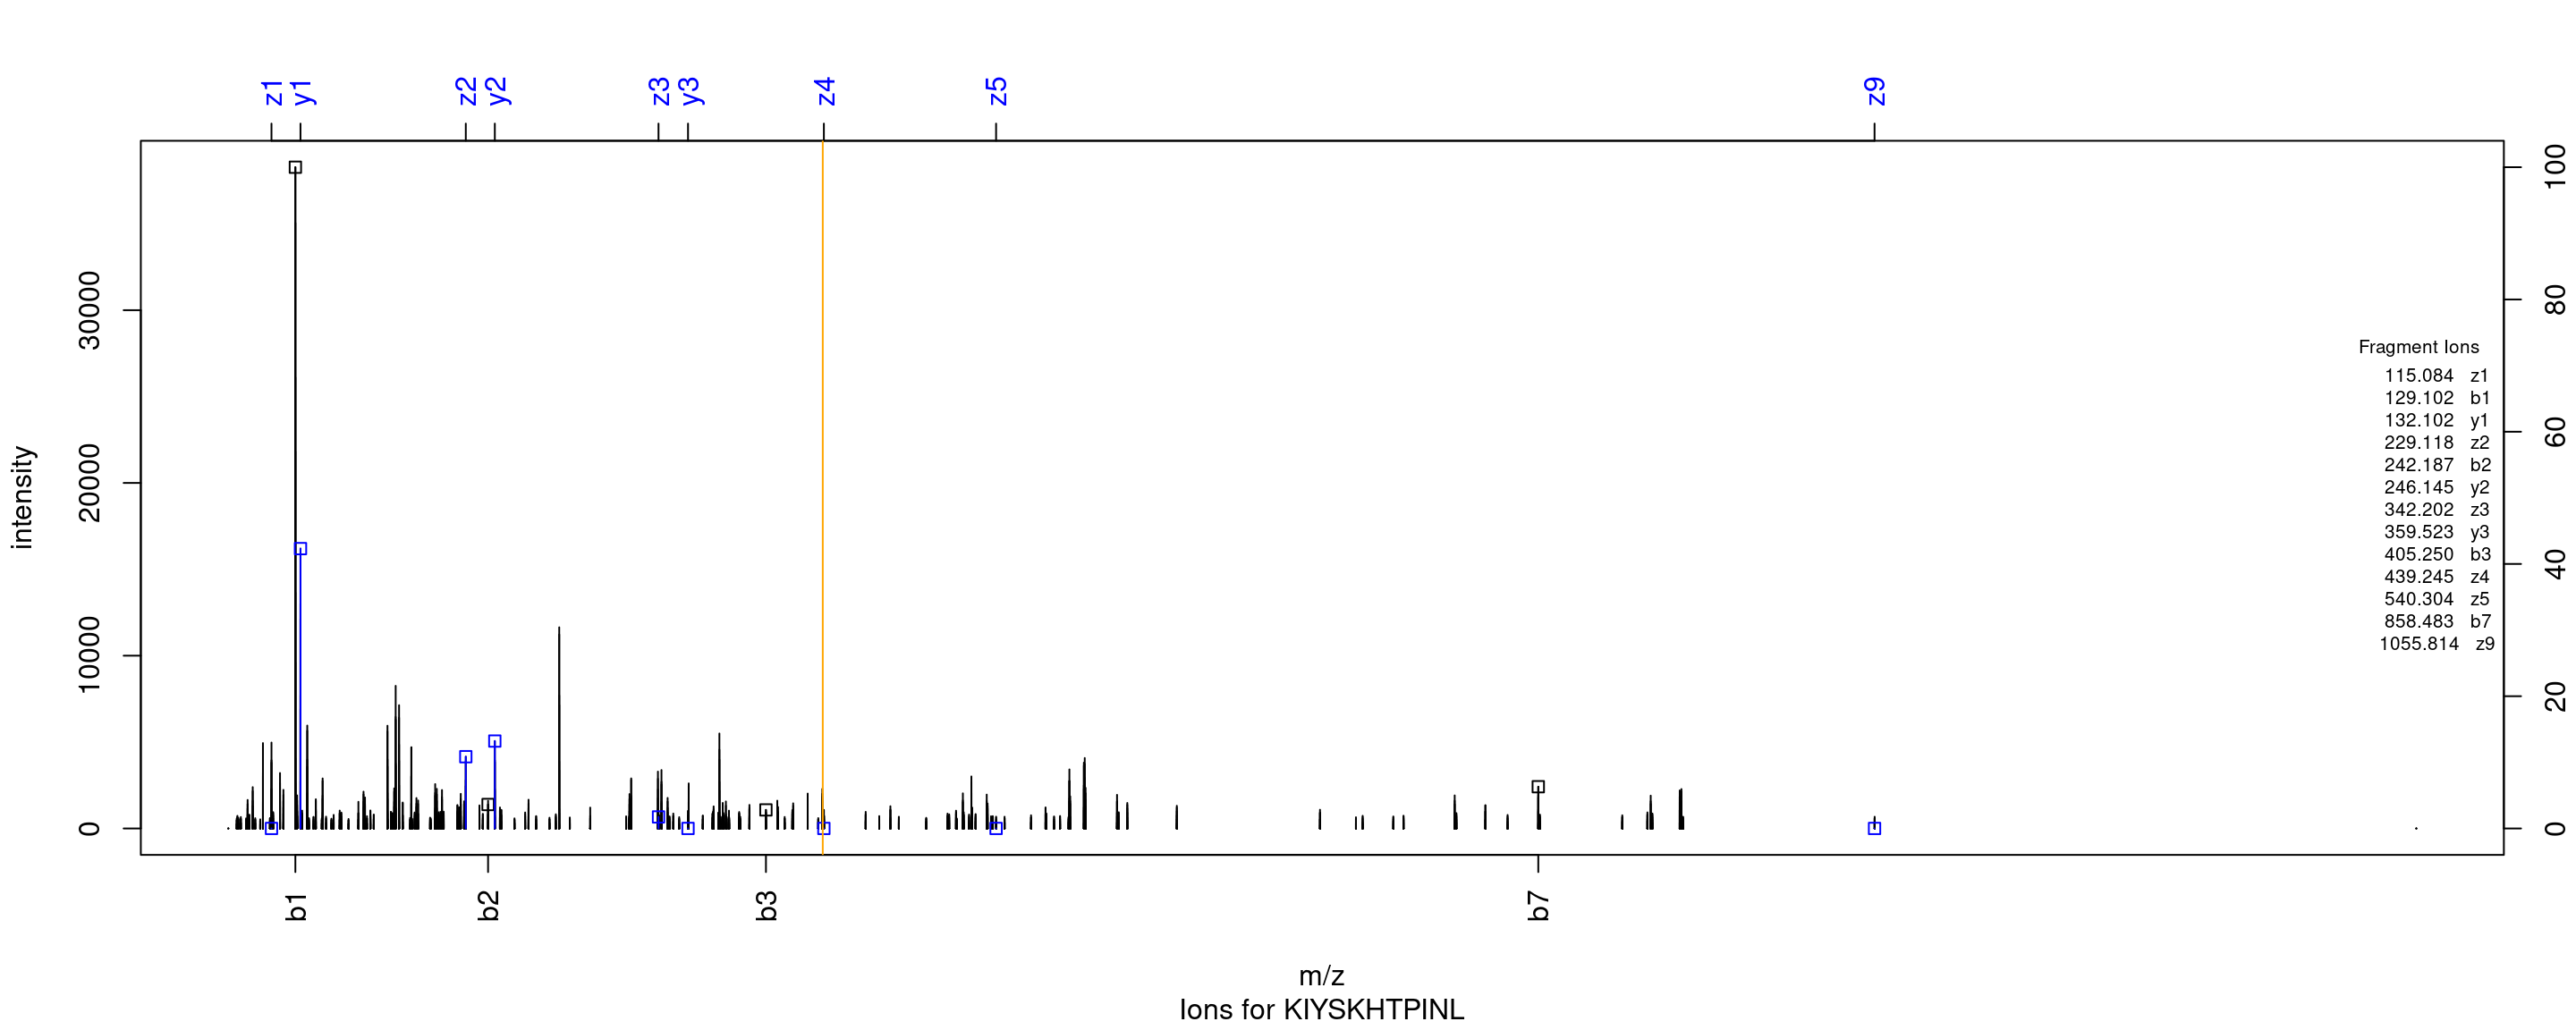 z1 y1 z2 y2 z3 y3 z4 z5 z9
intensity
0 10000 20000 30000
0 20 40 60 80 100
Fragment Ions
115.084 z1
129.102 b1
132.102 y1
229.118 z2
242.187 b2
246.145 y2
342.202 z3
359.523 y3
405.250 b3
439.245 z4
540.304 z5
858.483 b7
1055.814 z9
b1 b2 b3 b7
m/z
Ions for KIYSKHTPINL